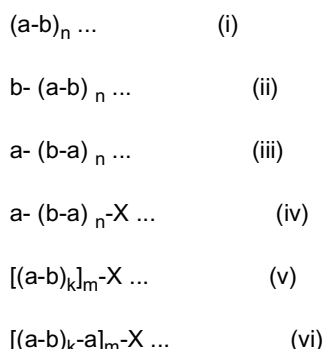 (a-b)n ... (i)
b- (a-b) n ... (ii)
a- (b-a) n ... (iii)
a- (b-a) n-X ... (iv)
[(a-b)k]m-X ... (v)
[(a-b)k-a]m-X ... (vi)